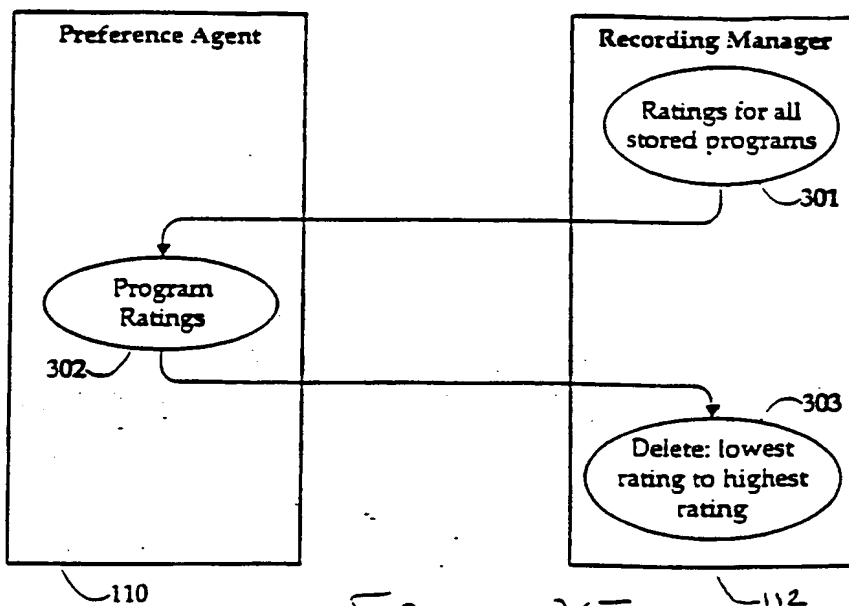 Preference Agent
Recording Manager
Ratings for all
stored programs
301
Program
Ratings
302
303
Delete: lowest
rating to highest
rating
110
112